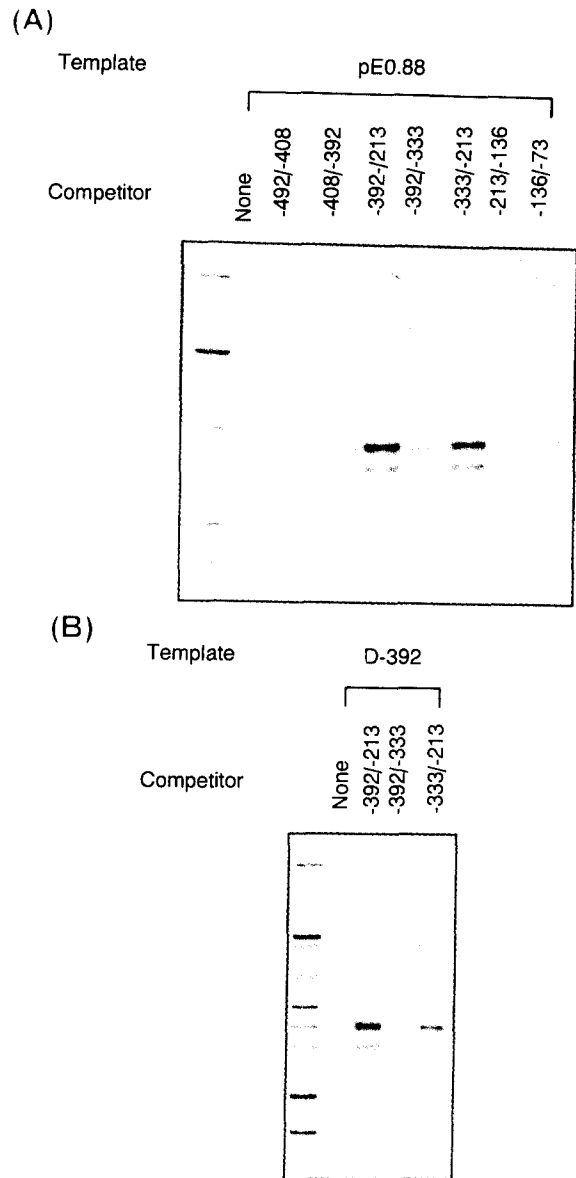 (A)
Template
pE0.88
Competitor
None
-492/-408
-408/-392
-392-/213
-392/-333
-333/-213
-213/-136
-136/-73
(B)
Template
D-392
Competitor
None
-392/-213
-392/-333
-333/-213